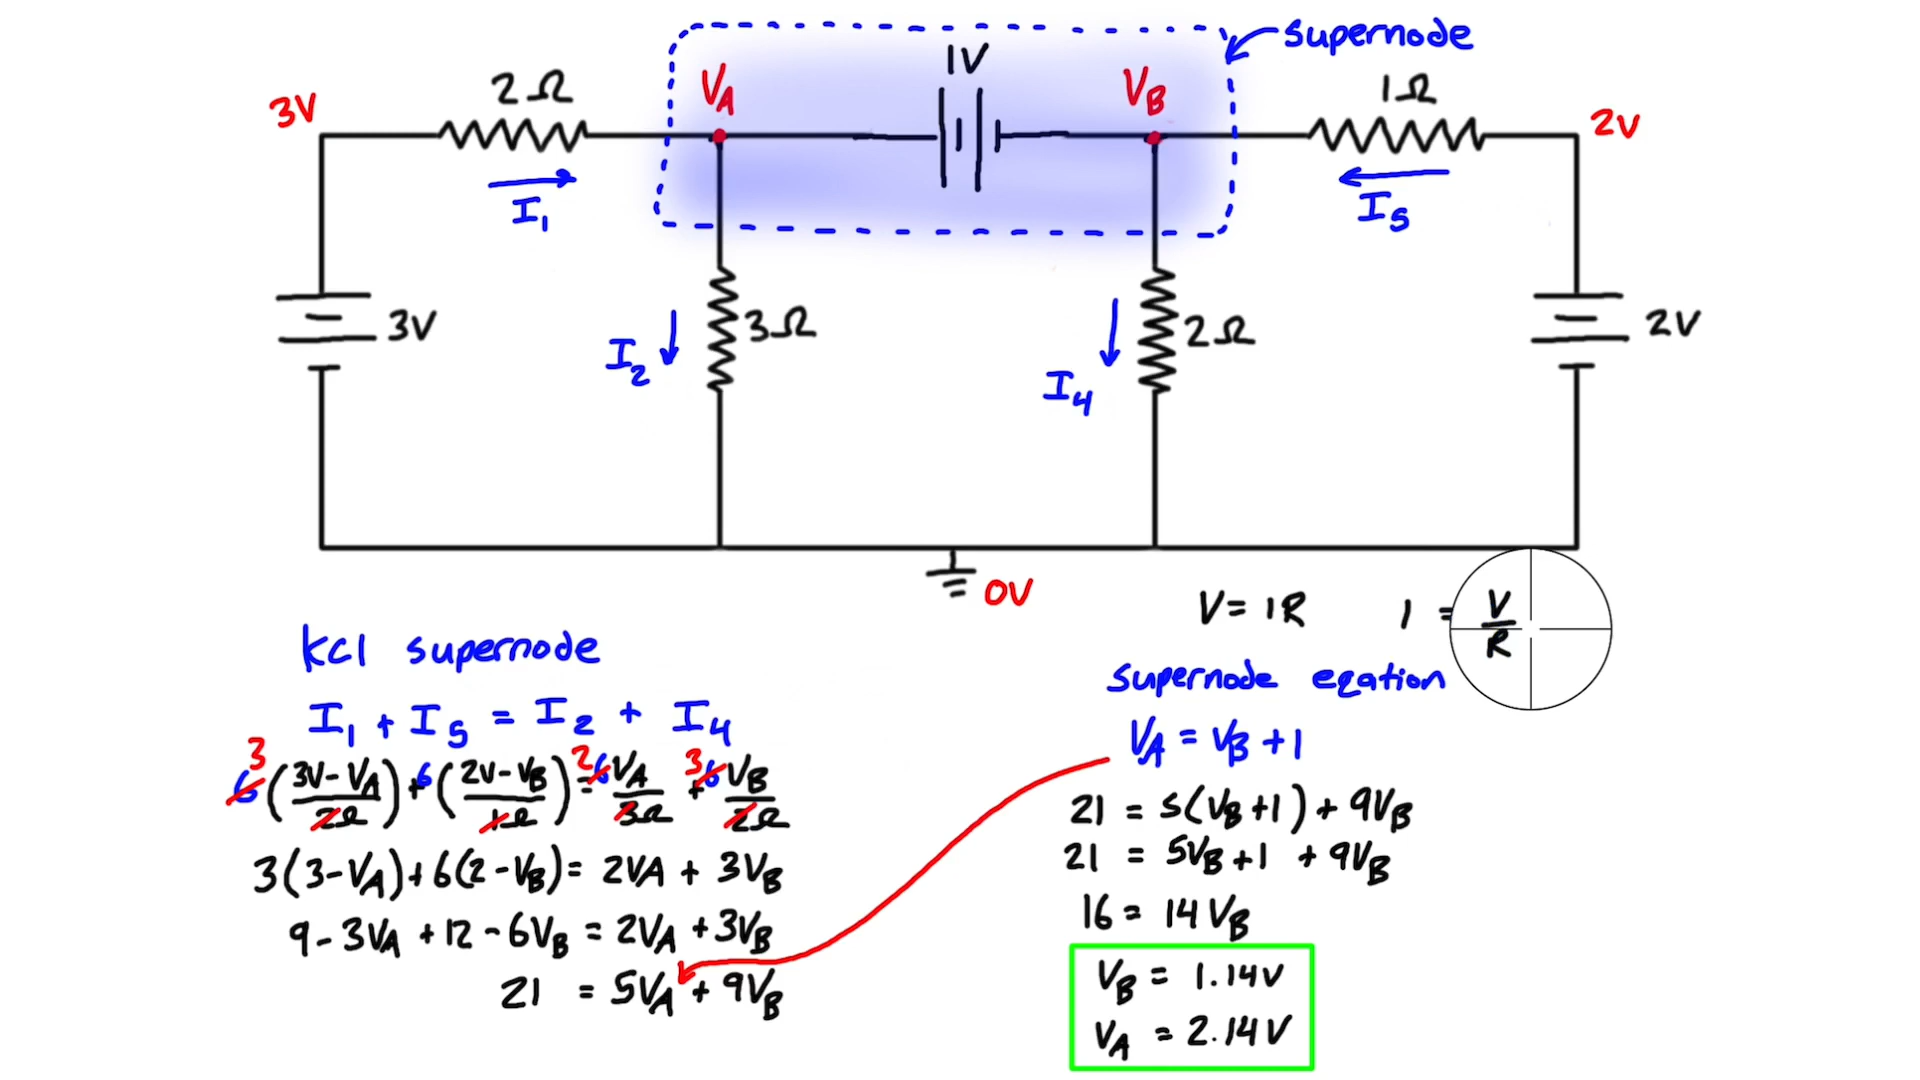 supernode
1V
3V
2Ω
VA
VB
1Ω
2V
I1
I5
3V
I2
3Ω
I4
2Ω
2V
0V
V = IR
I = V/R
KCl supernode
I1 + I5 = I2 + I4
3 6 (3V-VA / 2Ω) + 6 (2V-VB / 1Ω) = 2 6 VA / 3Ω + 3 6 VB / 2Ω
3(3-VA)+6(2-VB)= 2VA + 3VB
9-3VA +12-6VB = 2VA +3VB
21 = 5VA + 9VB
supernode eqation
VA = VB +1
21 = 5(VB+1) + 9VB
21 = 5VB+1 + 9VB
16 = 14VB
VB = 1.14V
VA = 2.14V